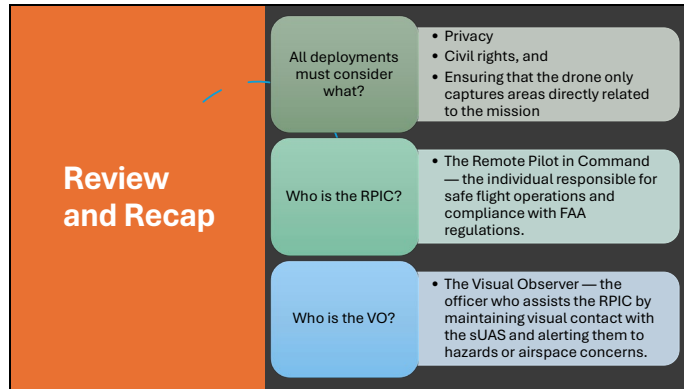 Review
and Recap
All deployments
must consider
what?
• Privacy
• Civil rights, and
• Ensuring that the drone only
captures areas directly related
to the mission
Who is the RPIC?
• The Remote Pilot in Command
— the individual responsible for
safe flight operations and
compliance with FAA
regulations.
Who is the VO?
• The Visual Observer — the
officer who assists the RPIC by
maintaining visual contact with
the sUAS and alerting them to
hazards or airspace concerns.